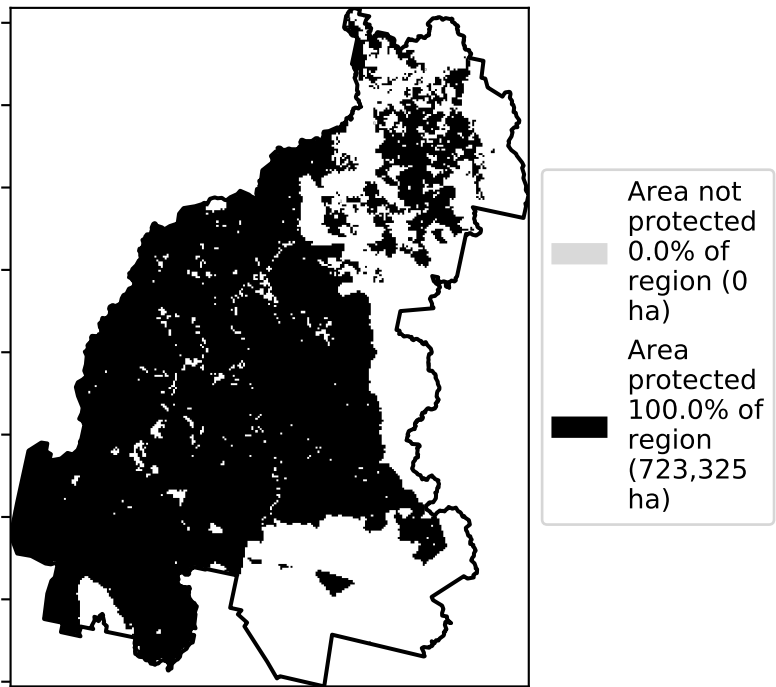 Area not
protected
0.0% of
region (0
ha)
Area
protected
100.0% of
region
(723,325
ha)